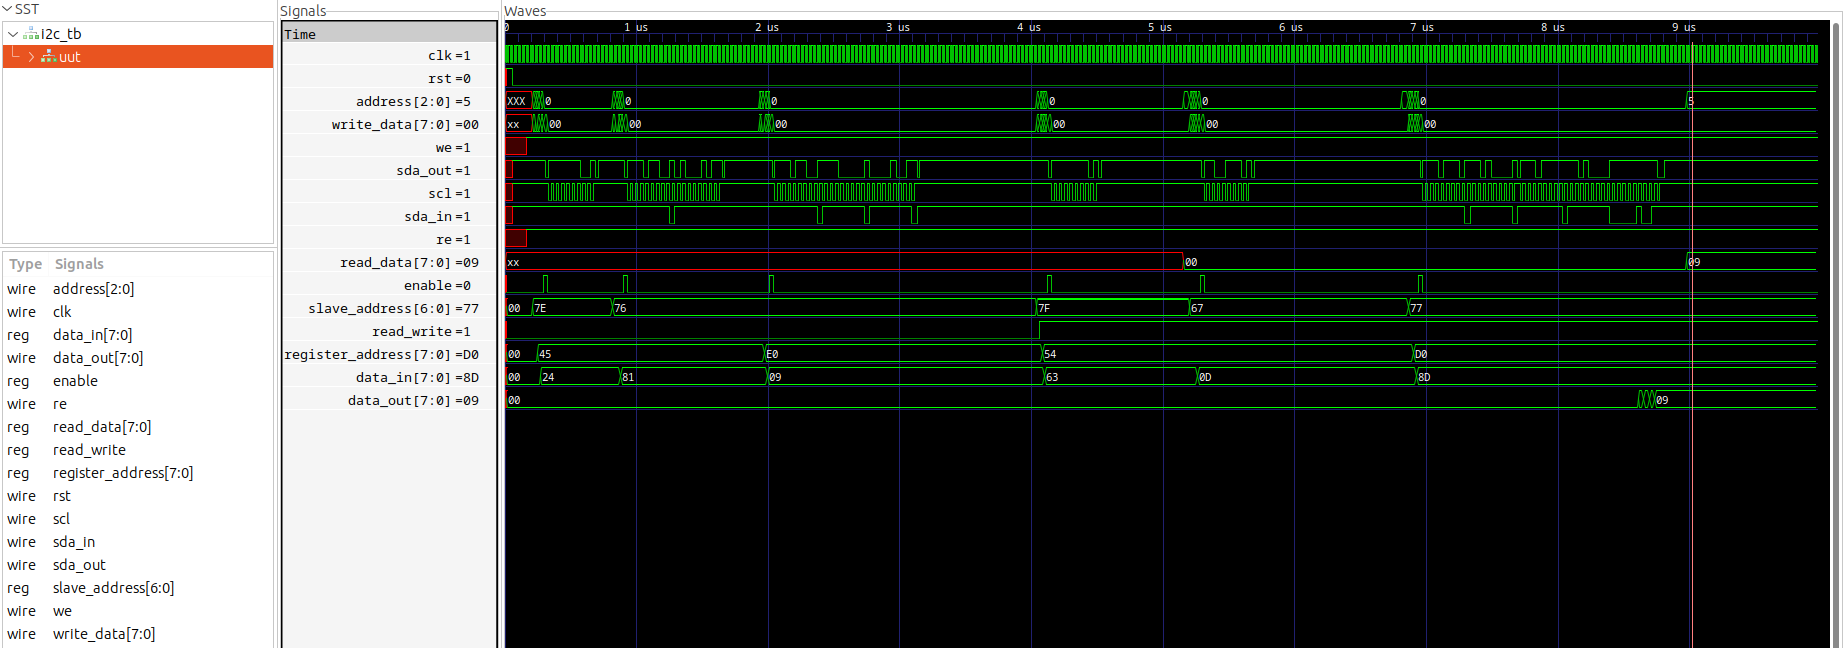 SST
i2c_tb
uut
Type Signals
wire address[2:0]
wire clk
reg data_in[7:0]
wire data_out[7:0]
reg enable
wire re
reg read_data[7:0]
reg read_write
reg register_address[7:0]
wire rst
wire scl
wire sda_in
wire sda_out
reg slave_address[6:0]
wire we
wire write_data[7:0]
Signals
Time
clk =1
rst =0
address[2:0] =5
write_data[7:0] =00
we =1
sda_out =1
scl =1
sda_in =1
re =1
read_data[7:0] =09
enable =0
slave_address[6:0] =77
read_write =1
register_address[7:0] =D0
data_in[7:0] =8D
data_out[7:0] =09
Waves
0 1 us 2 us 3 us 4 us 5 us 6 us 7 us 8 us 9 us
XXX 0 0 0 0 0 0 5
xx 00 00 00 00 00 00
xx 00 09
00 7E 76 7F 67 77
00 45 E0 54 D0
00 24 81 09 63 0D 8D
00 09